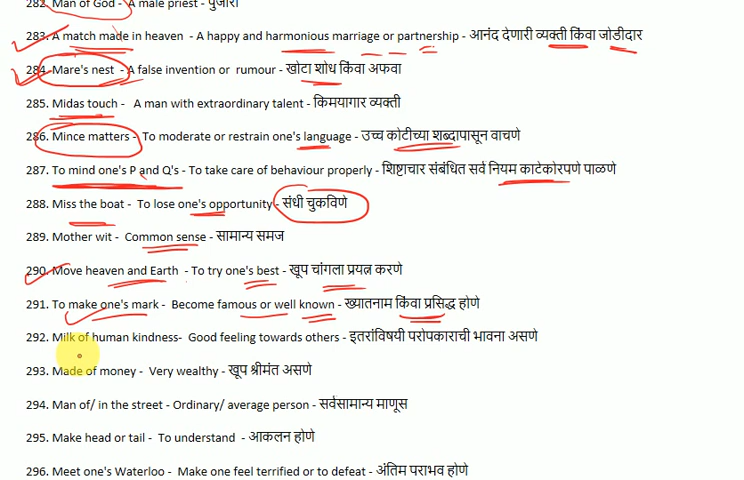 282. Man of God - A male priest - पुजारी
283. A match made in heaven - A happy and harmonious marriage or partnership - आनंद देणारी व्यक्ती किंवा जोडीदार
284. Mare's nest - A false invention or rumour - खोटा शोध किंवा अफवा
285. Midas touch - A man with extraordinary talent - किमयागार व्यक्ती
286. Mince matters - To moderate or restrain one's language - उच्च कोटीच्या शब्दापासून वाचणे
287. To mind one's P and Q's - To take care of behaviour properly - शिष्टाचार संबंधित सर्व नियम काटेकोरपणे पाळणे
288. Miss the boat - To lose one's opportunity - संधी चुकविणे
289. Mother wit - Common sense - सामान्य समज
290. Move heaven and Earth - To try one's best - खूप चांगला प्रयत्न करणे
291. To make one's mark - Become famous or well known - ख्यातनाम किंवा प्रसिद्ध होणे
292. Milk of human kindness- Good feeling towards others - इतरांविषयी परोपकाराची भावना असणे
293. Made of money - Very wealthy - खूप श्रीमंत असणे
294. Man of/ in the street - Ordinary/ average person - सर्वसामान्य माणूस
295. Make head or tail - To understand - आकलन होणे
296. Meet one's Waterloo - Make one feel terrified or to defeat - अंतिम पराभव होणे